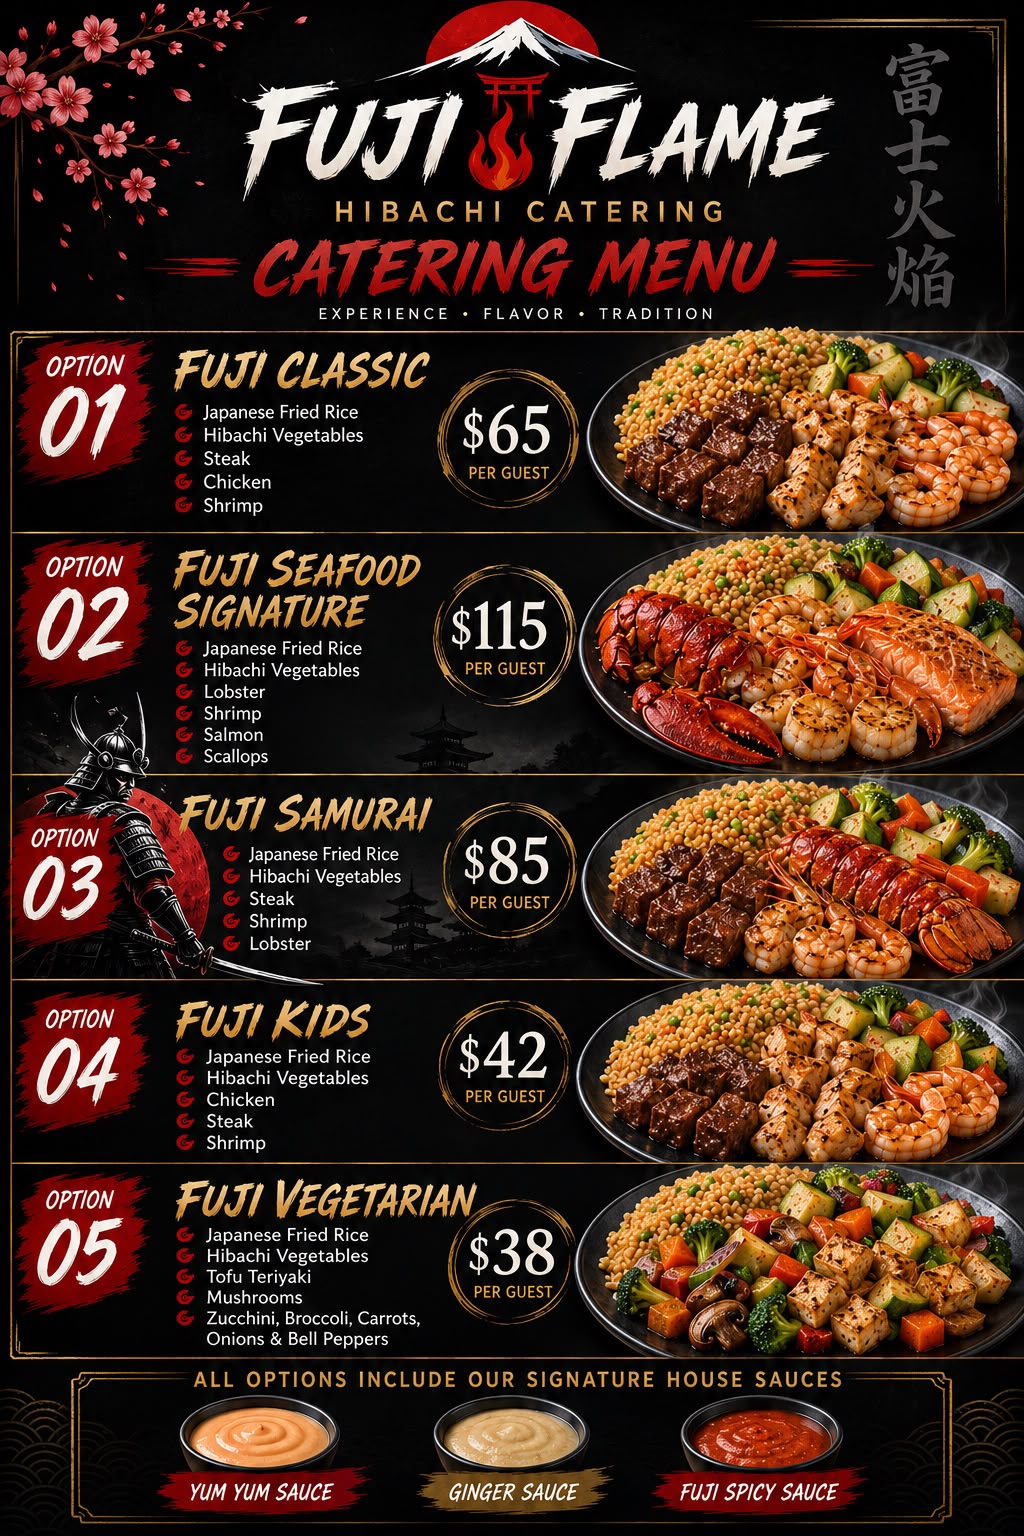 FUJI FLAME
HIBACHI CATERING
CATERING MENU
EXPERIENCE • FLAVOR • TRADITION
富士火焰
OPTION
01
FUJI CLASSIC
Japanese Fried Rice
Hibachi Vegetables
Steak
Chicken
Shrimp
$65
PER GUEST
OPTION
02
FUJI SEAFOOD
SIGNATURE
Japanese Fried Rice
Hibachi Vegetables
Lobster
Shrimp
Salmon
Scallops
$115
PER GUEST
OPTION
03
FUJI SAMURAI
Japanese Fried Rice
Hibachi Vegetables
Steak
Shrimp
Lobster
$85
PER GUEST
OPTION
04
FUJI KIDS
Japanese Fried Rice
Hibachi Vegetables
Chicken
Steak
Shrimp
$42
PER GUEST
OPTION
05
FUJI VEGETARIAN
Japanese Fried Rice
Hibachi Vegetables
Tofu Teriyaki
Mushrooms
Zucchini, Broccoli, Carrots,
Onions & Bell Peppers
$38
PER GUEST
ALL OPTIONS INCLUDE OUR SIGNATURE HOUSE SAUCES
YUM YUM SAUCE
GINGER SAUCE
FUJI SPICY SAUCE